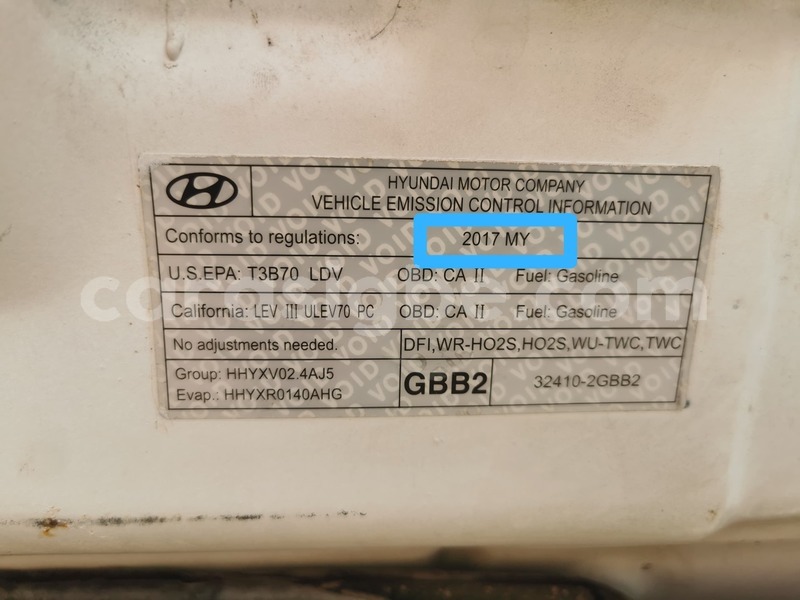 HYUNDAI MOTOR COMPANY
VEHICLE EMISSION CONTROL INFORMATION
Conforms to regulations: 2017 MY
U.S.EPA: T3B70 LDV OBD: CA II Fuel: Gasoline
California: LEV III ULEV70 PC OBD: CA II Fuel: Gasoline
No adjustments needed. DFI,WR-HO2S,HO2S,WU-TWC,TWC
Group: HHYXV02.4AJ5
Evap.: HHYXR0140AHG
GBB2 32410-2GBB2